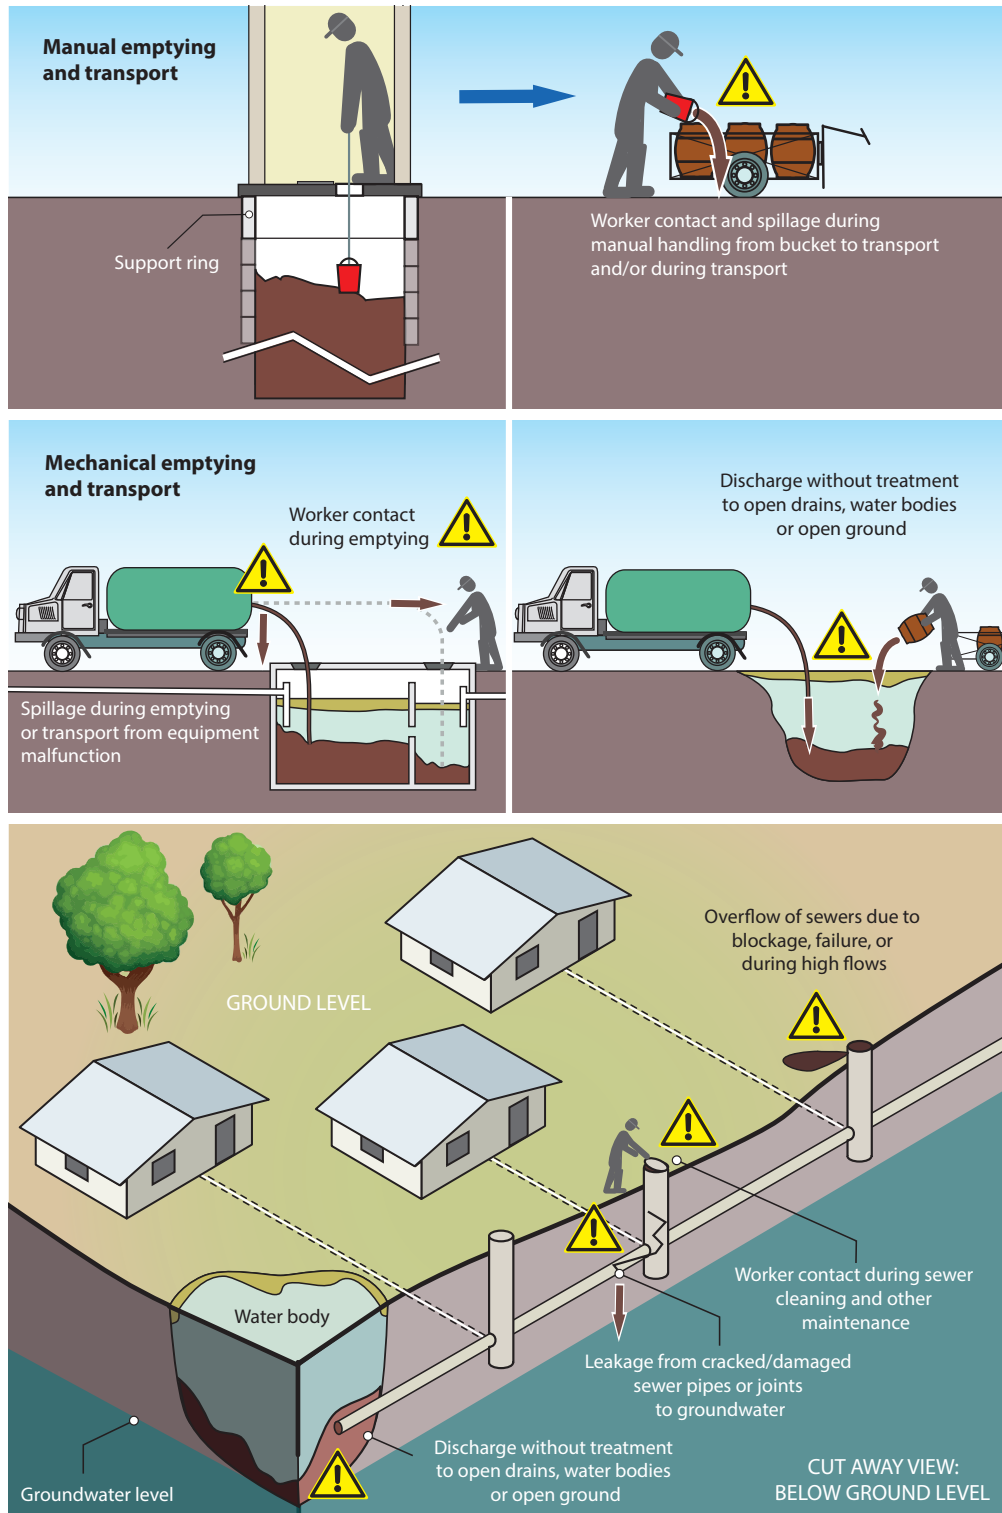 Manual emptying
and transport
Support ring
Worker contact and spillage during
manual handling from bucket to transport
and/or during transport
Mechanical emptying
and transport
Worker contact
during emptying
Spillage during emptying
or transport from equipment
malfunction
Discharge without treatment
to open drains, water bodies
or open ground
Overflow of sewers due to
blockage, failure, or
during high flows
GROUND LEVEL
Water body
Worker contact during sewer
cleaning and other
maintenance
Leakage from cracked/damaged
sewer pipes or joints
to groundwater
Discharge without treatment
to open drains, water bodies
or open ground
Groundwater level
CUT AWAY VIEW:
BELOW GROUND LEVEL